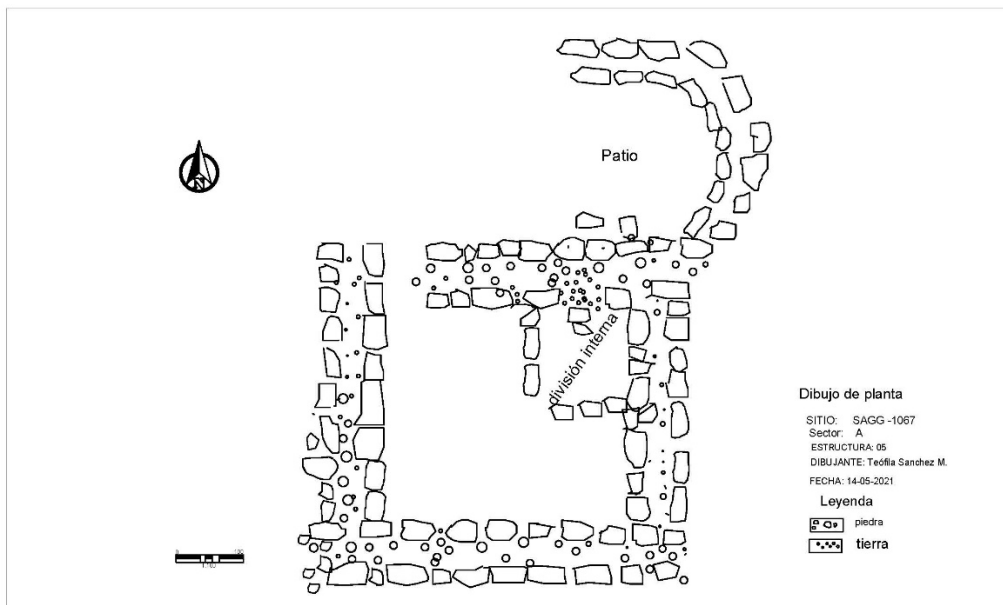 Patio
N
división interna
Dibujo de planta
SITIO: SAGG -1067
Sector: A
ESTRUCTURA: 05
DIBUJANTE: Teófila Sanchez M.
FECHA: 14-05-2021
Leyenda
piedra
tierra